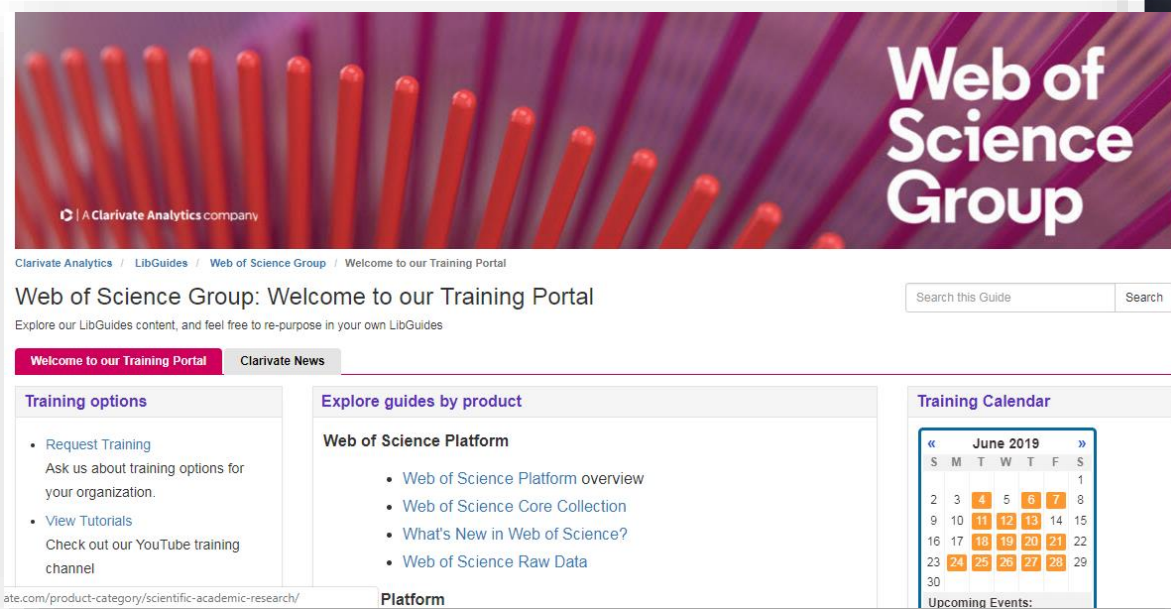 Web of
Science
Group
| A Clarivate Analytics company
Clarivate Analytics / LibGuides / Web of Science Group / Welcome to our Training Portal
Web of Science Group: Welcome to our Training Portal
Search this Guide
Search
Explore our LibGuides content, and feel free to re-purpose in your own LibGuides
Welcome to our Training Portal
Clarivate News
Training options
• Request Training
Ask us about training options for
your organization.
• View Tutorials
Check out our YouTube training
channel
Explore guides by product
Web of Science Platform
• Web of Science Platform overview
• Web of Science Core Collection
• What's New in Web of Science?
• Web of Science Raw Data
Platform
Training Calendar
« June 2019 »
S M T W T F S
1
2 3 4 5 6 7 8
9 10 11 12 13 14 15
16 17 18 19 20 21 22
23 24 25 26 27 28 29
30
Upcoming Events:
ate.com/product-category/scientific-academic-research/